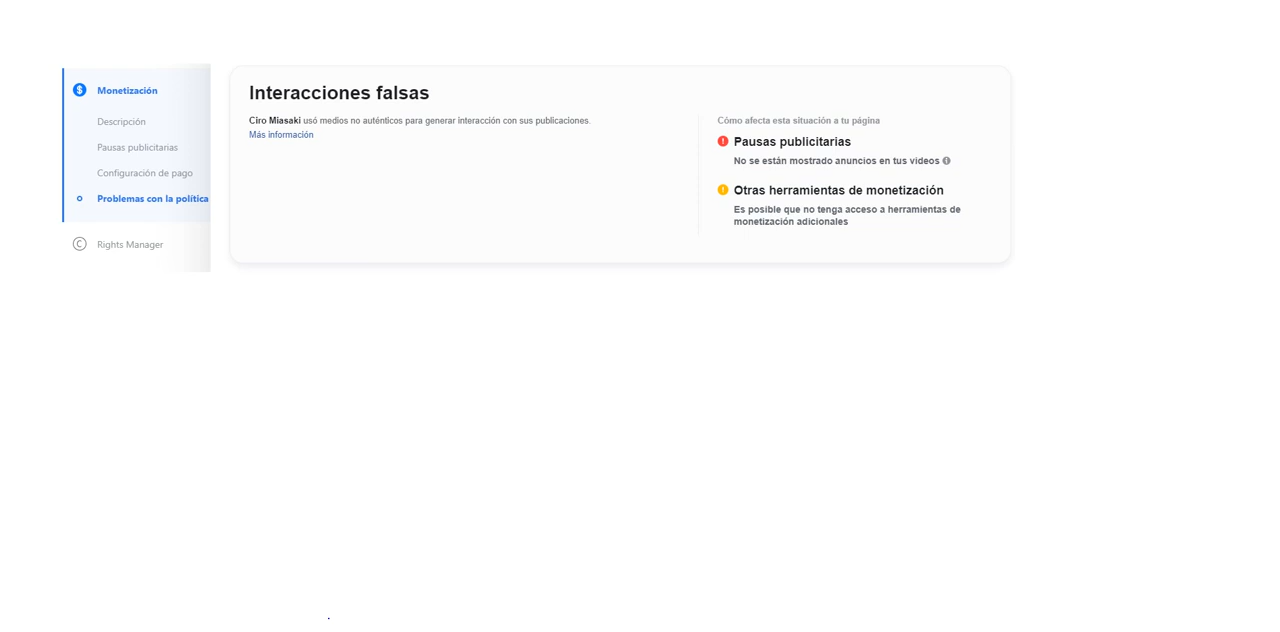 Monetización
Descripción
Pausas publicitarias
Configuración de pago
Problemas con la política
Rights Manager
Interacciones falsas
Ciro Miasaki usó medios no auténticos para generar interacción con sus publicaciones.
Más información
Cómo afecta esta situación a tu página
Pausas publicitarias
No se están mostrado anuncios en tus videos
Otras herramientas de monetización
Es posible que no tenga acceso a herramientas de
monetización adicionales